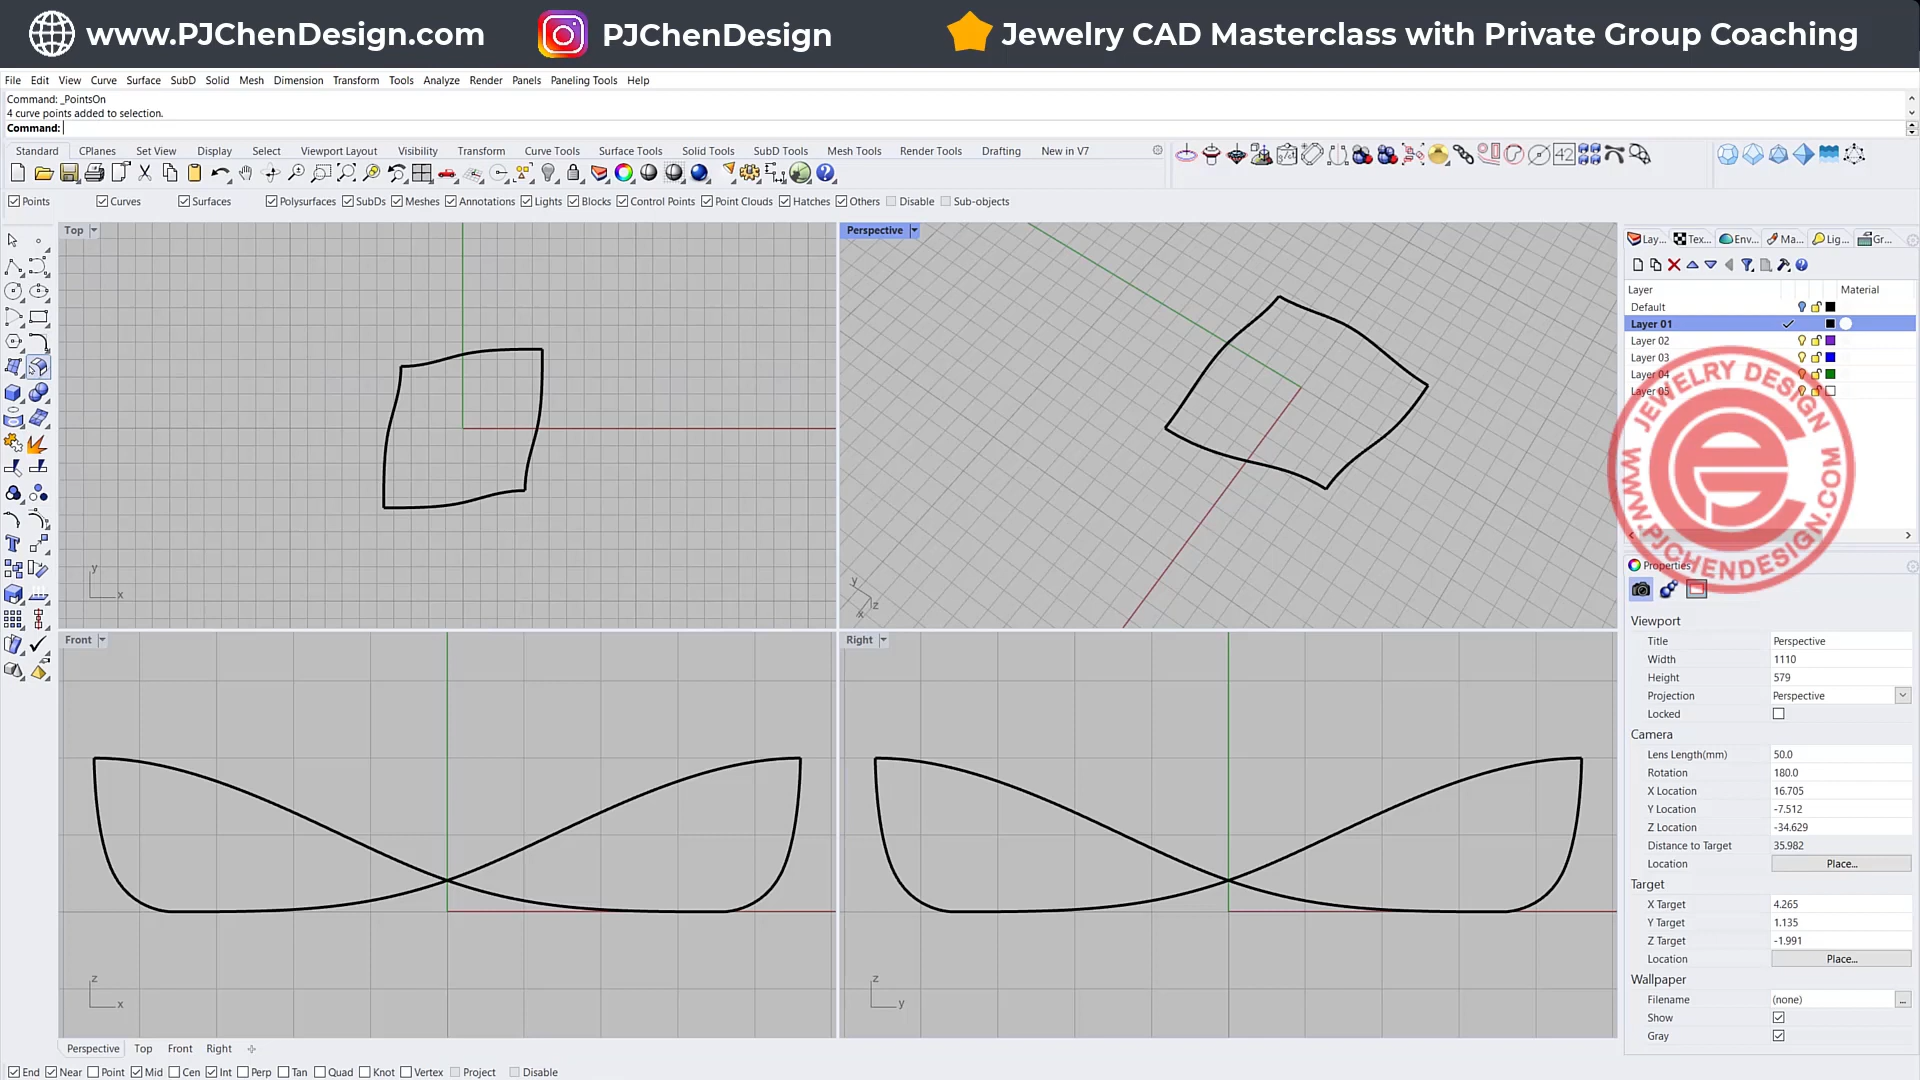 www.PJChenDesign.com PJChenDesign Jewelry CAD Masterclass with Private Group Coaching
File Edit View Curve Surface SubD Solid Mesh Dimension Transform Tools Analyze Render Panels Paneling Tools Help
Command: _PointsOn
4 curve points added to selection.
Command:
Standard CPlanes Set View Display Select Viewport Layout Visibility Transform Curve Tools Surface Tools Solid Tools SubD Tools Mesh Tools Render Tools Drafting New in V7
42
Points Curves Surfaces Polysurfaces SubDs Meshes Annotations Lights Blocks Control Points Point Clouds Hatches Others Disable Sub-objects
Top Perspective
Lay... Tex... Env... Ma... Lig... Gr...
Layer Material
Default
Layer 01
Layer 02
Layer 03
Layer 04
Layer 05
JEWELRY DESIGN
WWW.PJCHENDESIGN.COM
y
x
y
x
z
Front Right
z
x
z
y
Properties
Viewport
Title Perspective
Width 1110
Height 579
Projection Perspective
Locked
Camera
Lens Length(mm) 50.0
Rotation 180.0
X Location 16.705
Y Location -7.512
Z Location -34.629
Distance to Target 35.982
Location Place...
Target
X Target 4.265
Y Target 1.135
Z Target -1.991
Location Place...
Wallpaper
Filename (none) ...
Show
Gray
Perspective Top Front Right
End Near Point Mid Cen Int Perp Tan Quad Knot Vertex Project Disable